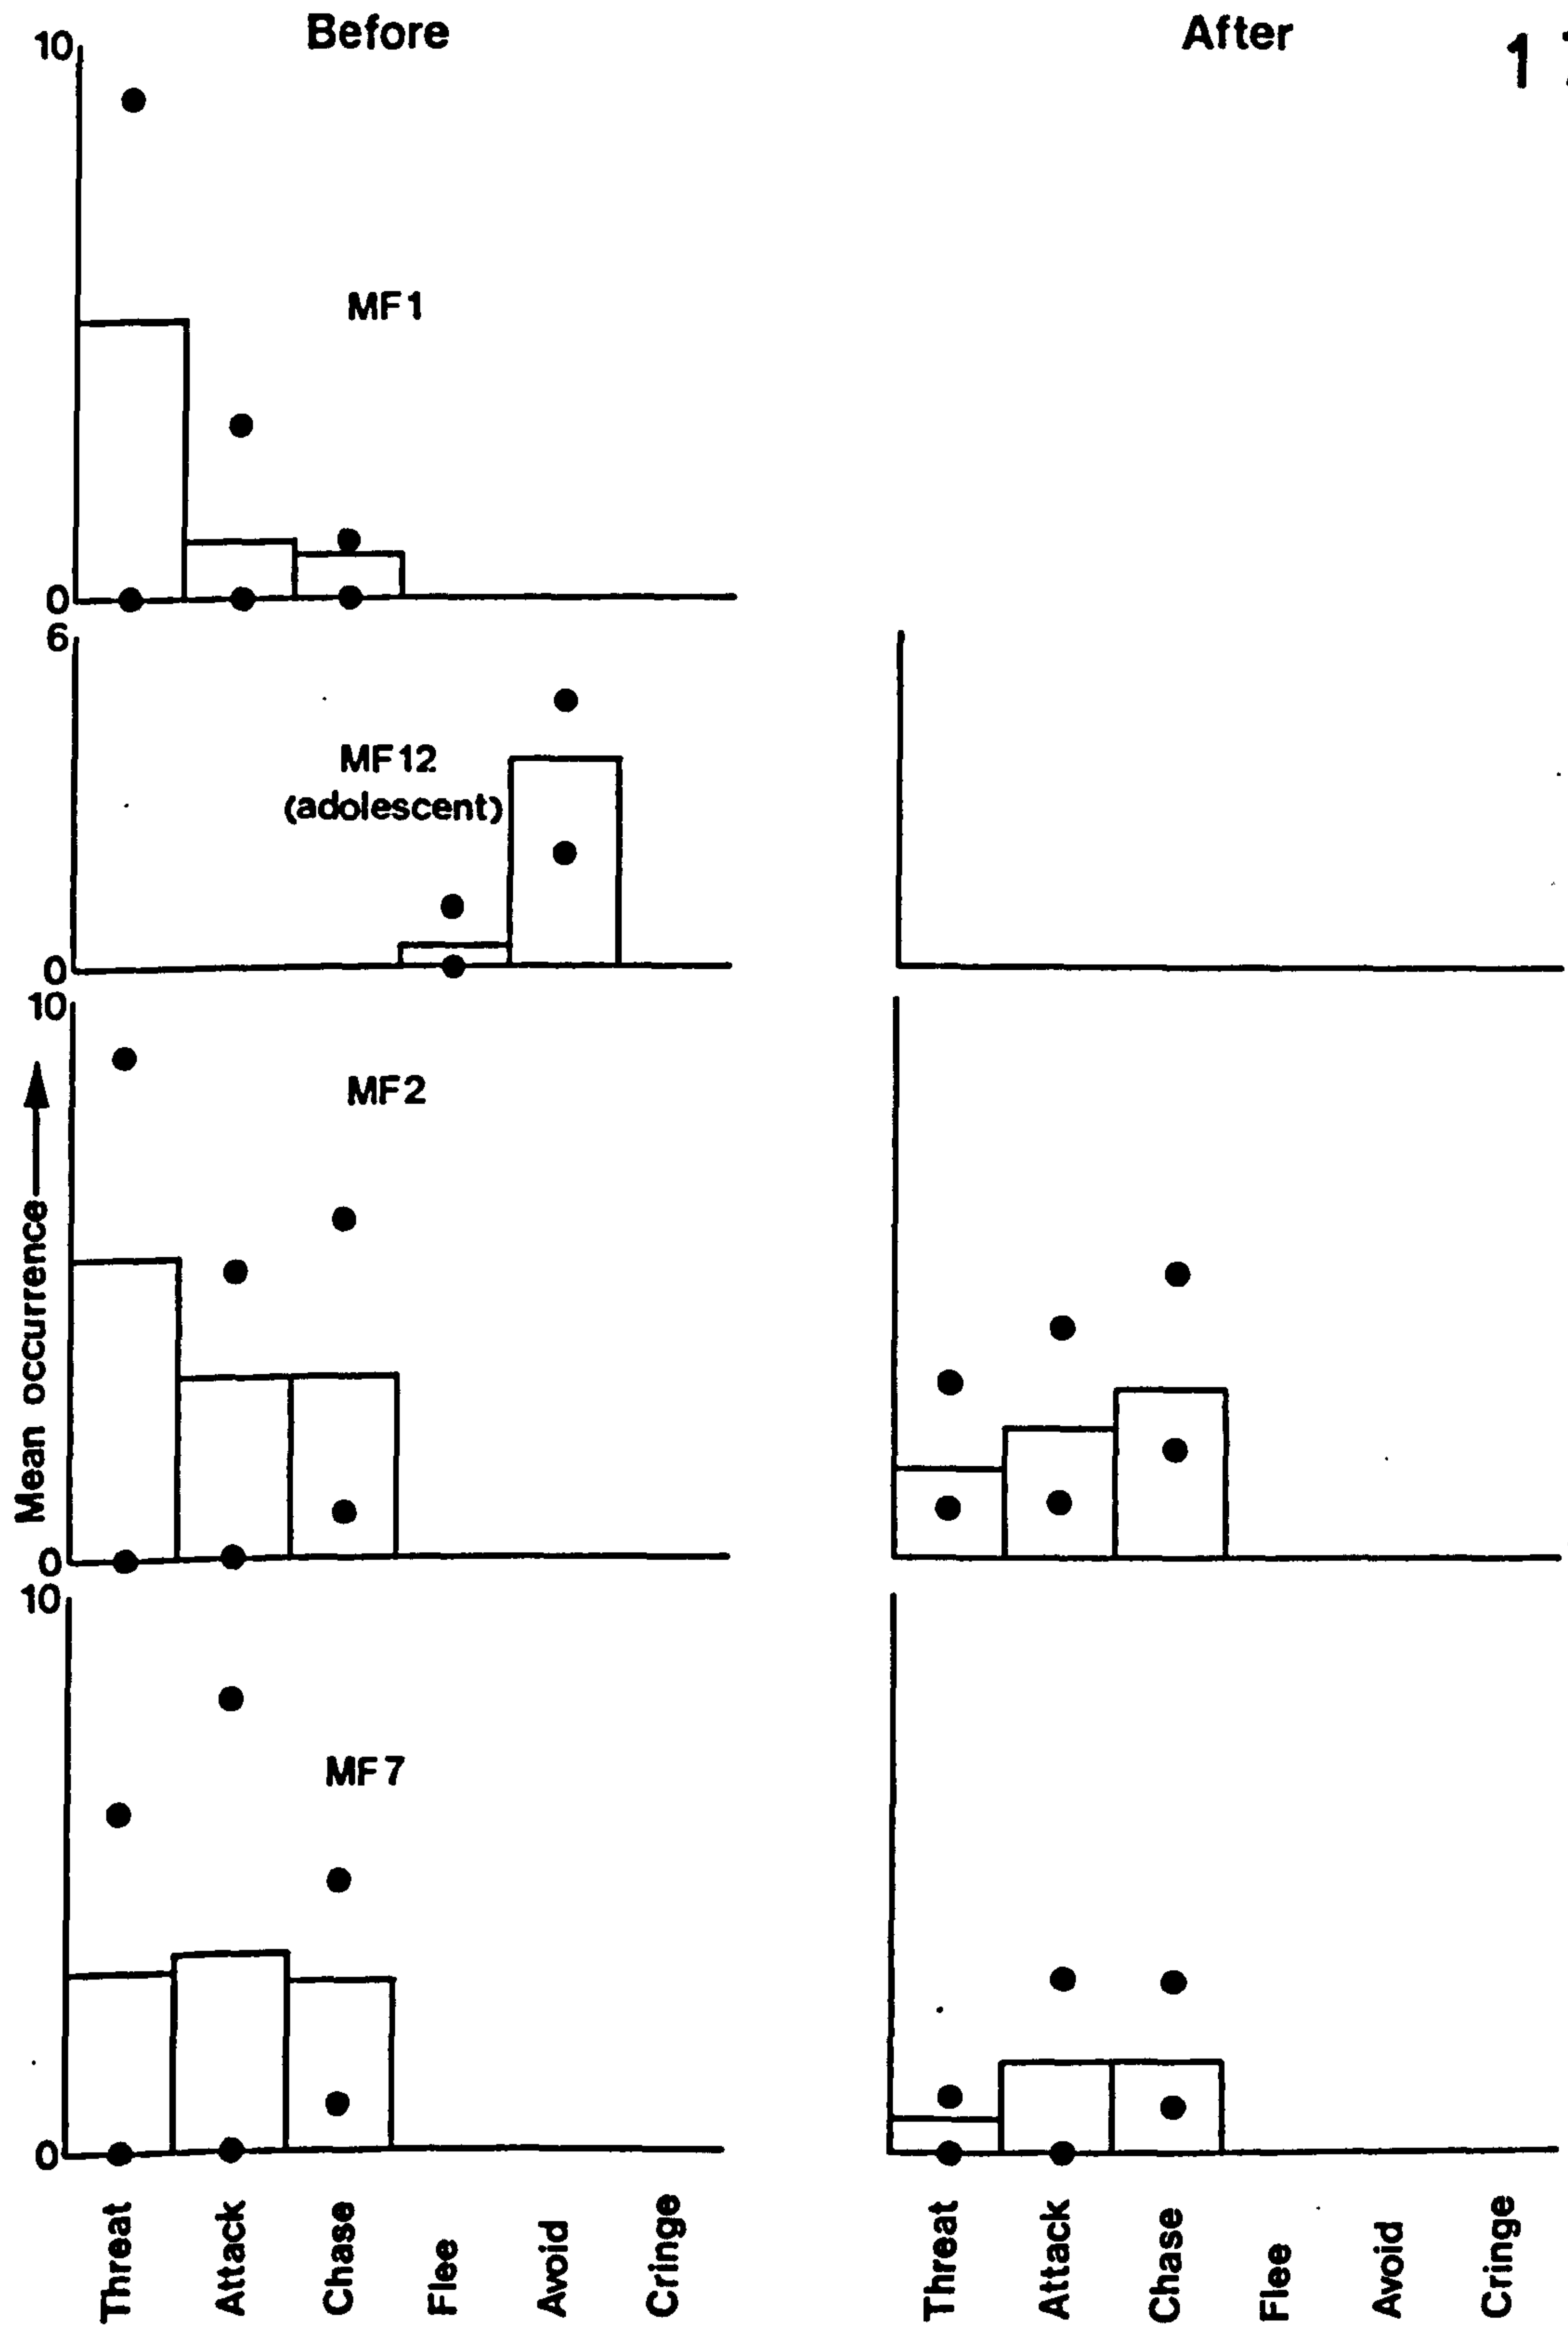 Before After
10
MF1
0
6
MF12
(adolescent)
0
10
MF2
Mean occurrence
0
10
MF7
0
Threat Attack Chase Flee Avoid Cringe Threat Attack Chase Flee Avoid Cringe